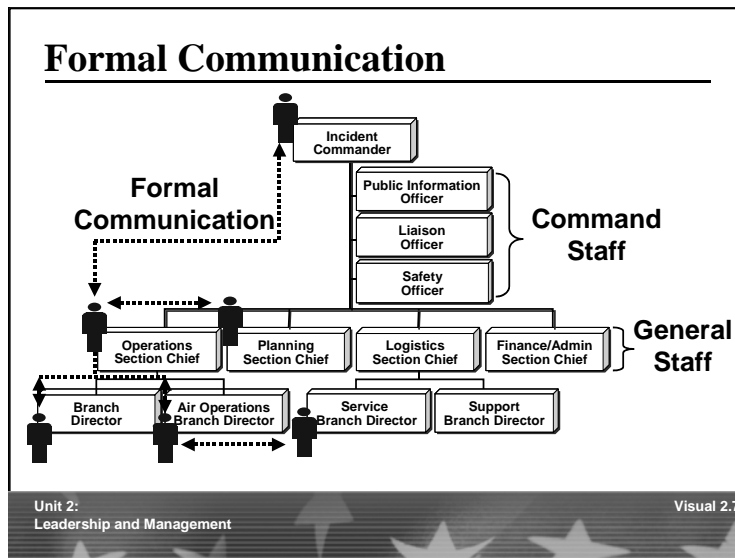 Formal Communication
Incident
Commander
Formal
Communication
Public Information
Officer
Liaison
Officer
Safety
Officer
Command
Staff
Operations
Section Chief
Planning
Section Chief
Logistics
Section Chief
Finance/Admin
Section Chief
General
Staff
Branch
Director
Air Operations
Branch Director
Service
Branch Director
Support
Branch Director
Unit 2:
Leadership and Management
Visual 2.7